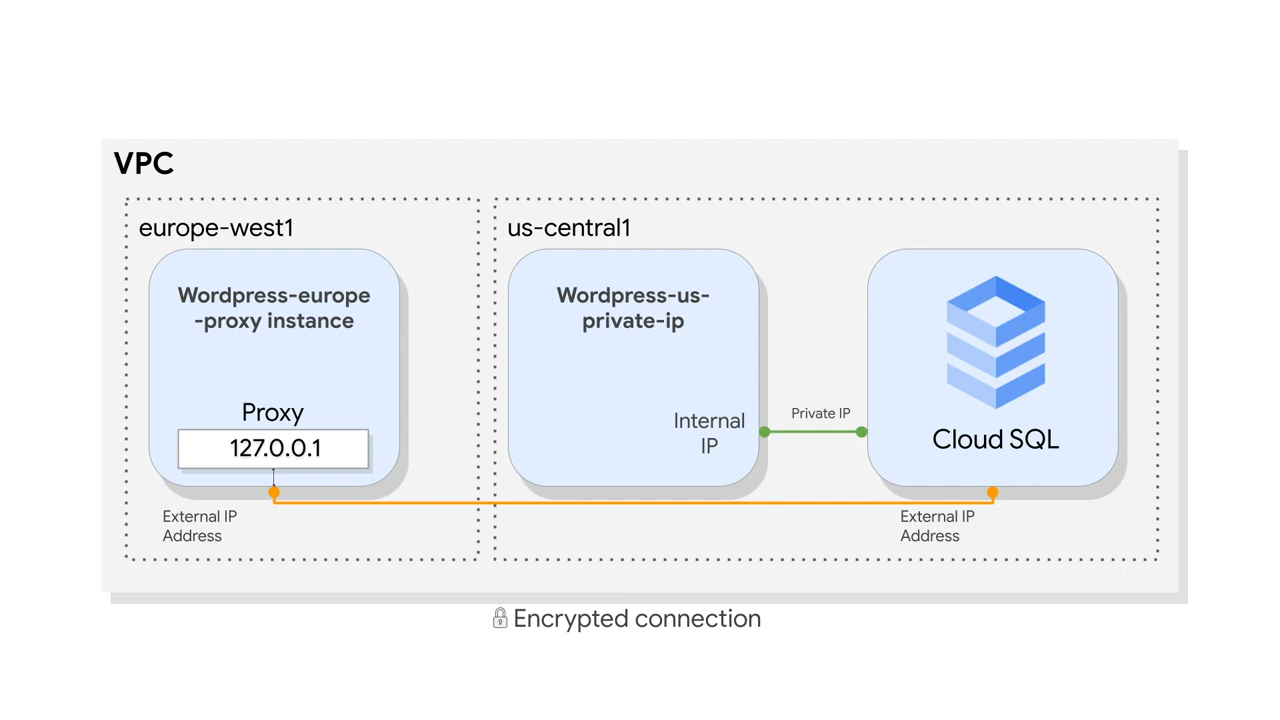 VPC
europe-west1
Wordpress-europe
-proxy instance
Proxy
127.0.0.1
External IP
Address
us-central1
Wordpress-us-
private-ip
Internal
IP
Private IP
Cloud SQL
External IP
Address
Encrypted connection